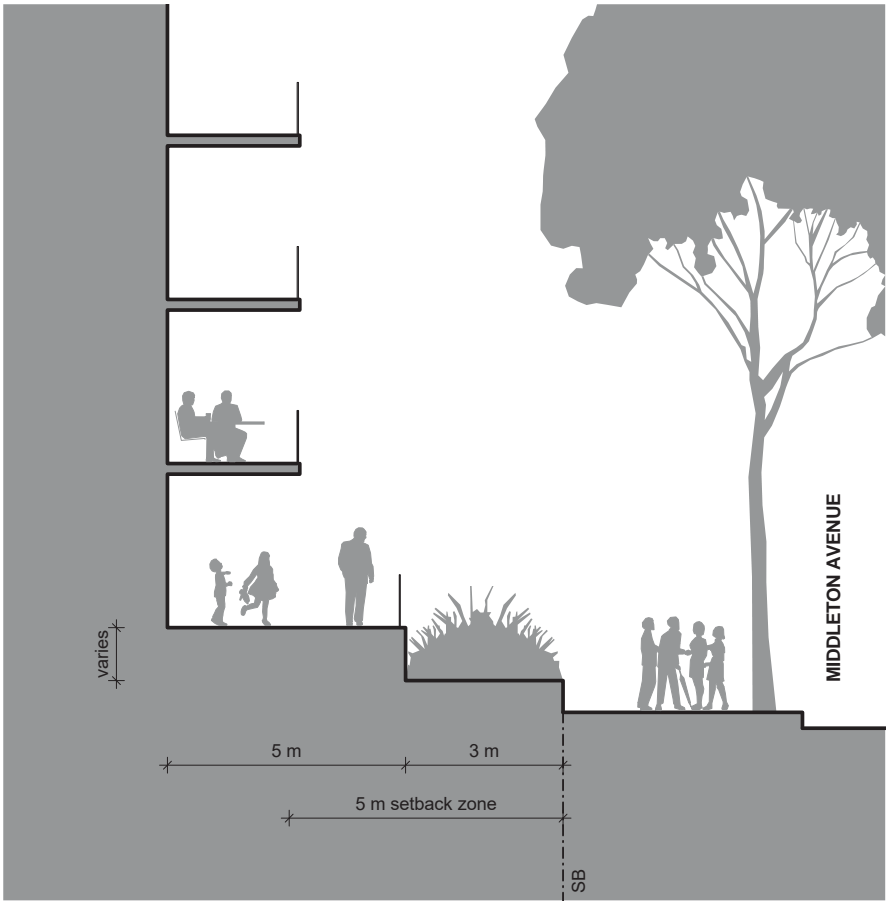 MIDDLETON AVENUE
varies
5 m
3 m
5 m setback zone
SB